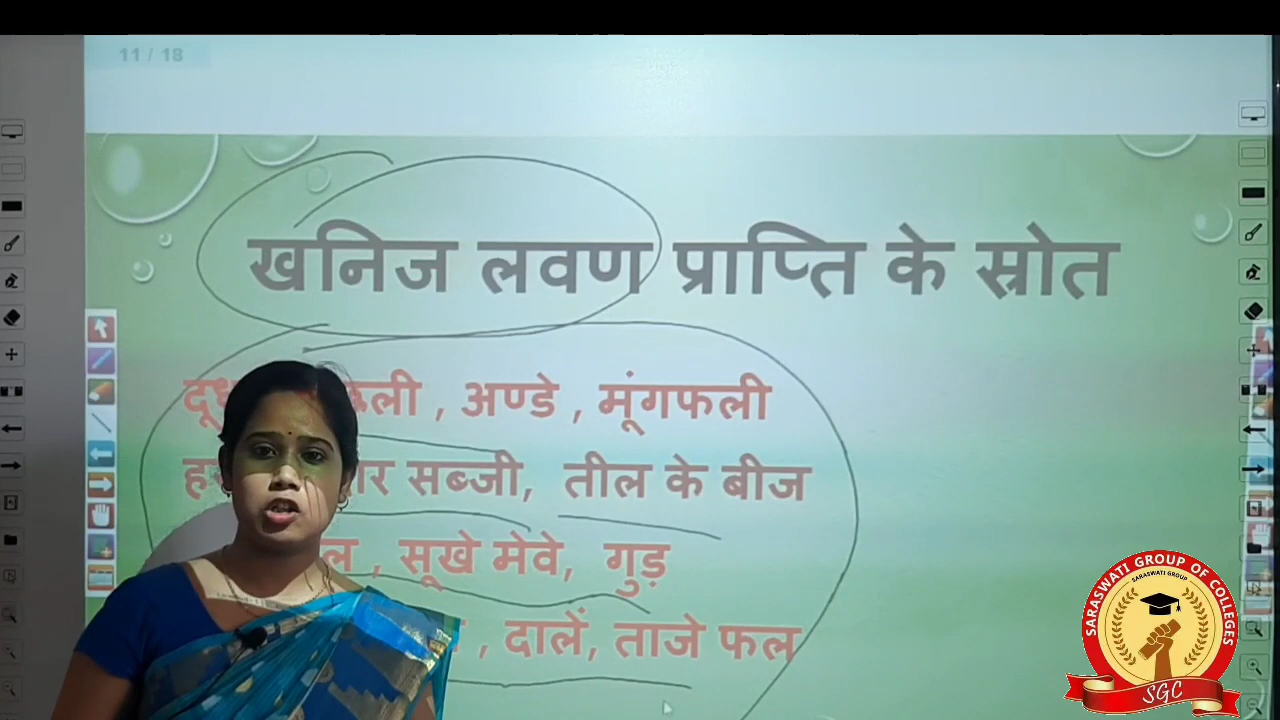 11 / 18
खनिज लवण प्राप्ति के स्रोत
अण्डे , मूंगफली
सब्जी, तील के बीज
सूखे मेवे, गुड़
, दालें, ताजे फल
SARASWATI GROUP OF COLLEGES
SARASWATI GROUP
SGC